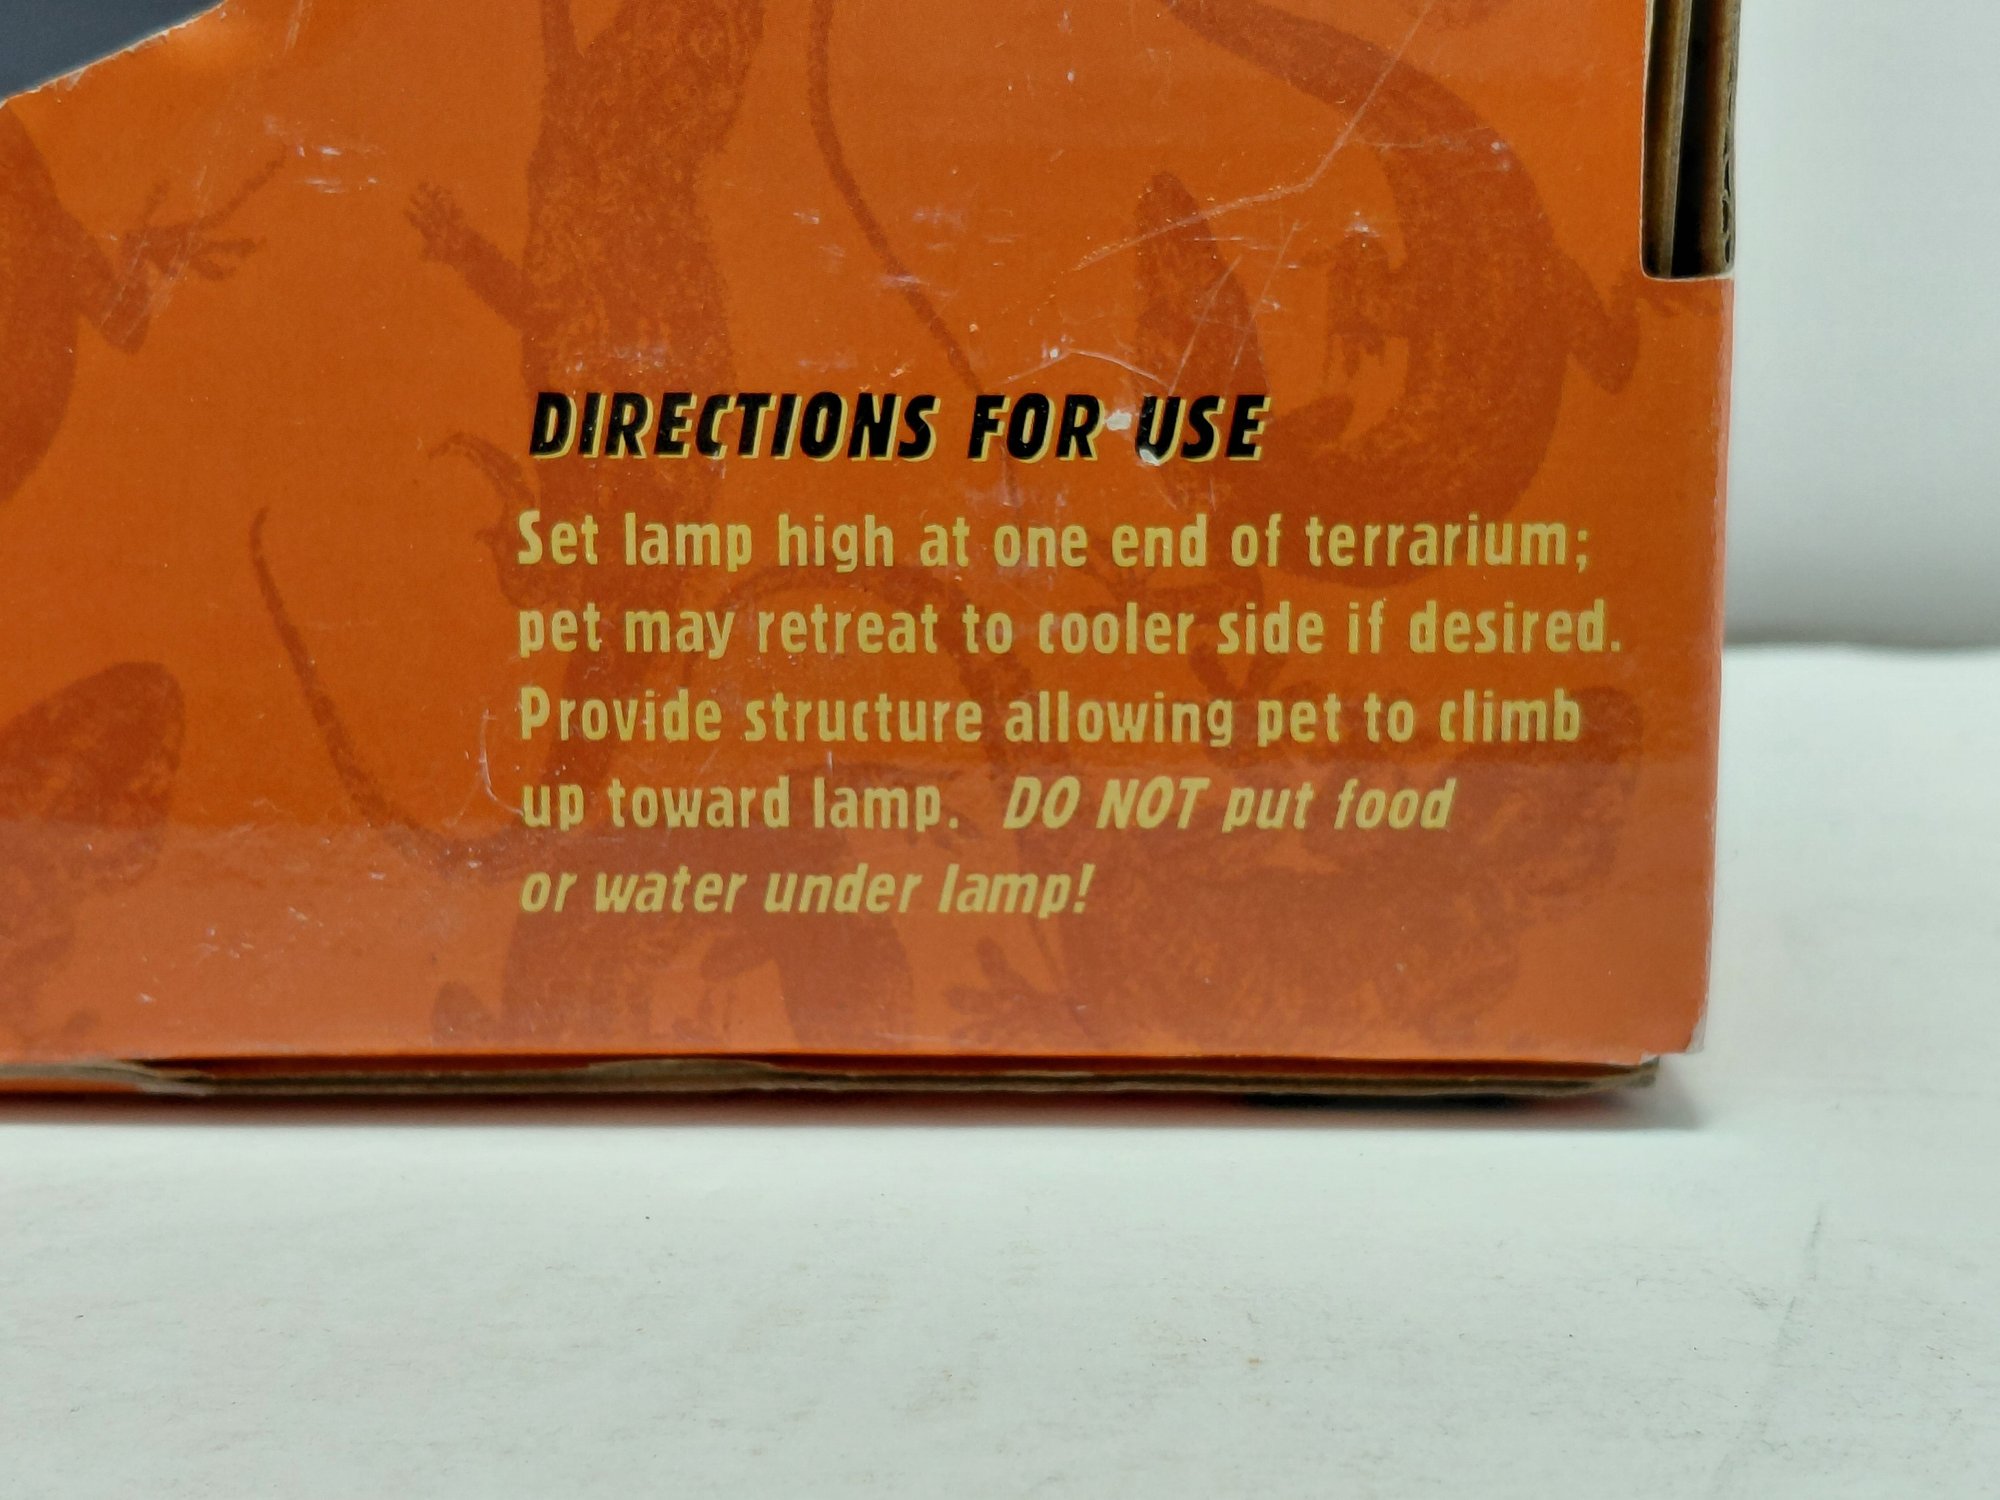 DIRECTIONS FOR USE
Set lamp high at one end of terrarium;
pet may retreat to cooler side if desired.
Provide structure allowing pet to climb
up toward lamp. DO NOT put food
or water under lamp!